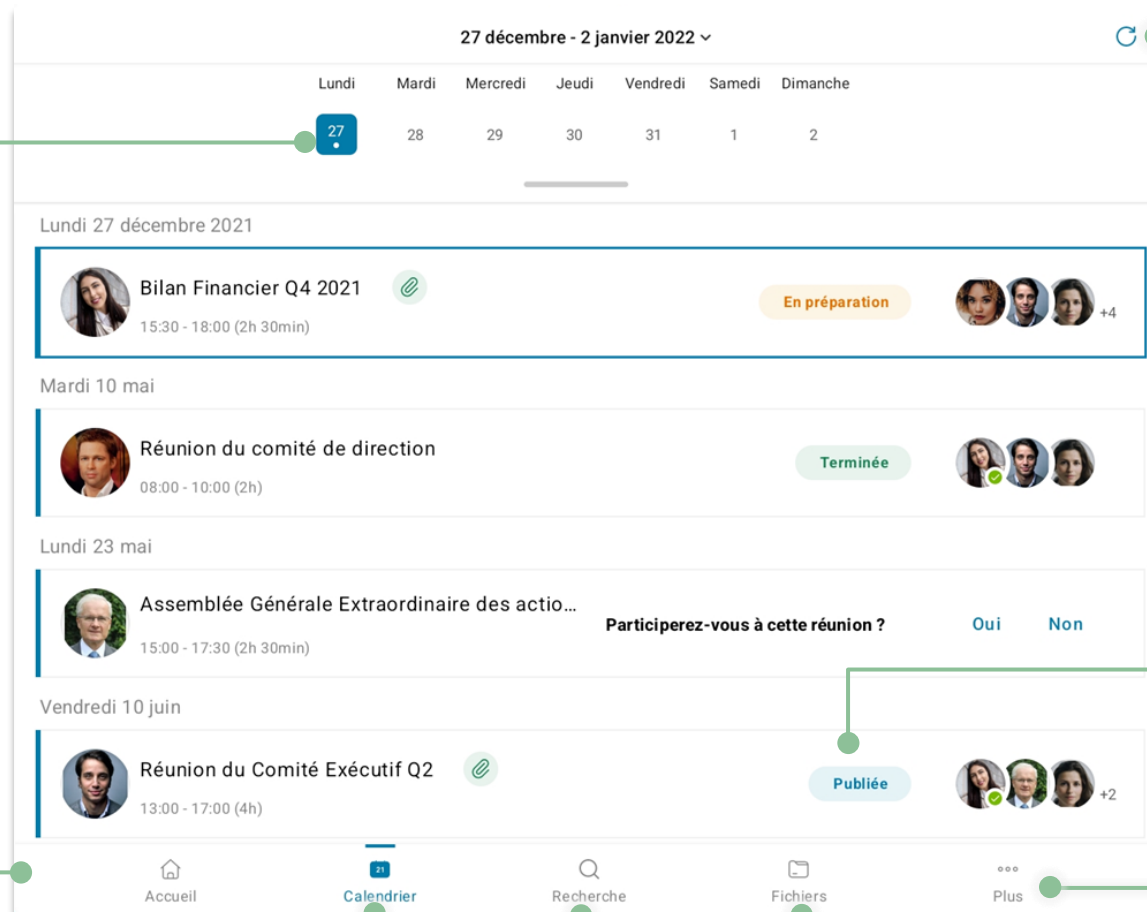 27 décembre - 2 janvier 2022
Lundi Mardi Mercredi Jeudi Vendredi Samedi Dimanche
27 28 29 30 31 1 2
Lundi 27 décembre 2021
Bilan Financier Q4 2021
En préparation
+4
15:30 - 18:00 (2h 30min)
Mardi 10 mai
Réunion du comité de direction
Terminée
08:00 - 10:00 (2h)
Lundi 23 mai
Assemblée Générale Extraordinaire des actio...
Participerez-vous à cette réunion ? Oui Non
15:00 - 17:30 (2h 30min)
Vendredi 10 juin
Réunion du Comité Exécutif Q2
Publiée
+2
13:00 - 17:00 (4h)
21
Accueil Calendrier Recherche Fichiers Plus